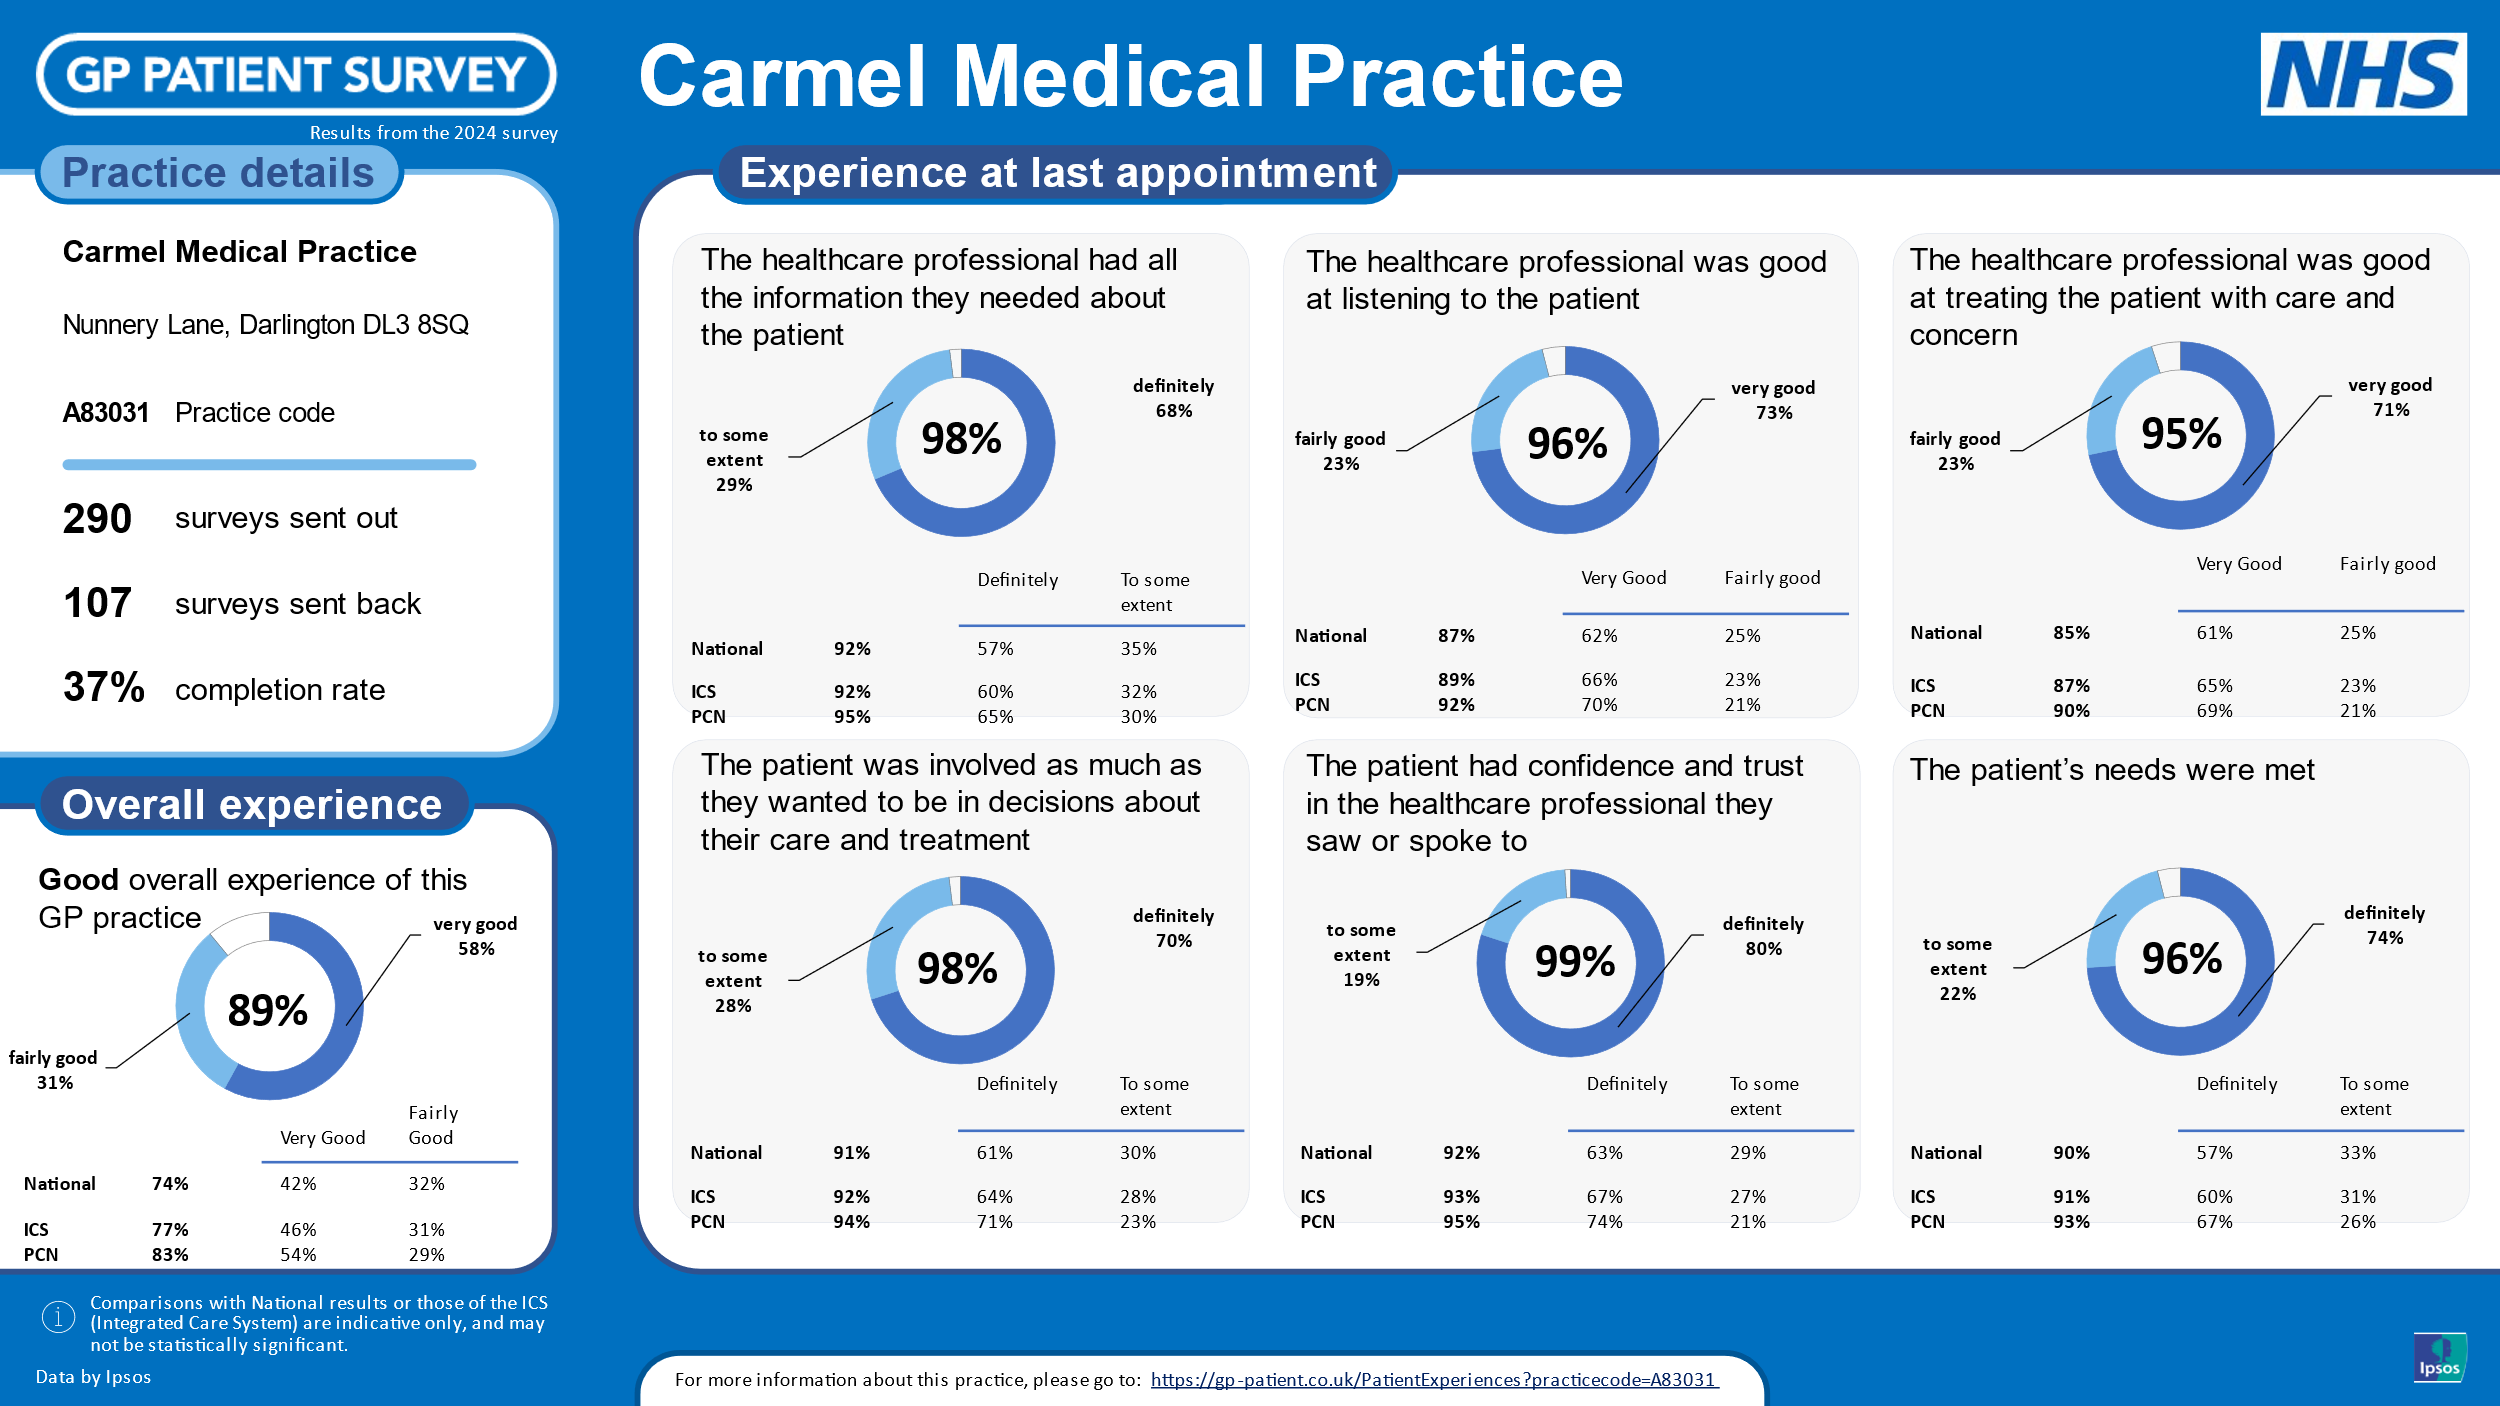 GP PATIENT SURVEY
Results from the 2024 survey
Carmel Medical Practice
NHS
Practice details
Carmel Medical Practice
Nunnery Lane, Darlington DL3 8SQ
A83031 Practice code
290 surveys sent out
107 surveys sent back
37% completion rate
Overall experience
Good overall experience of this
GP practice
very good
58%
89%
fairly good
31%
Fairly
Very Good Good
National 74% 42% 32%
ICS 77% 46% 31%
PCN 83% 54% 29%
Experience at last appointment
The healthcare professional had all
the information they needed about
the patient
definitely
68%
98%
to some
extent
29%
Definitely To some
extent
National 92% 57% 35%
ICS 92% 60% 32%
PCN 95% 65% 30%
The healthcare professional was good
at listening to the patient
very good
73%
96%
fairly good
23%
Very Good Fairly good
National 87% 62% 25%
ICS 89% 66% 23%
PCN 92% 70% 21%
The healthcare professional was good
at treating the patient with care and
concern
very good
71%
95%
fairly good
23%
Very Good Fairly good
National 85% 61% 25%
ICS 87% 65% 23%
PCN 90% 69% 21%
The patient was involved as much as
they wanted to be in decisions about
their care and treatment
definitely
70%
98%
to some
extent
28%
Definitely To some
extent
National 91% 61% 30%
ICS 92% 64% 28%
PCN 94% 71% 23%
The patient had confidence and trust
in the healthcare professional they
saw or spoke to
definitely
80%
99%
to some
extent
19%
Definitely To some
extent
National 92% 63% 29%
ICS 93% 67% 27%
PCN 95% 74% 21%
The patient’s needs were met
definitely
74%
96%
to some
extent
22%
Definitely To some
extent
National 90% 57% 33%
ICS 91% 60% 31%
PCN 93% 67% 26%
Comparisons with National results or those of the ICS
(Integrated Care System) are indicative only, and may
not be statistically significant.
Data by Ipsos
For more information about this practice, please go to: https://gp-patient.co.uk/PatientExperiences?practicecode=A83031
Ipsos